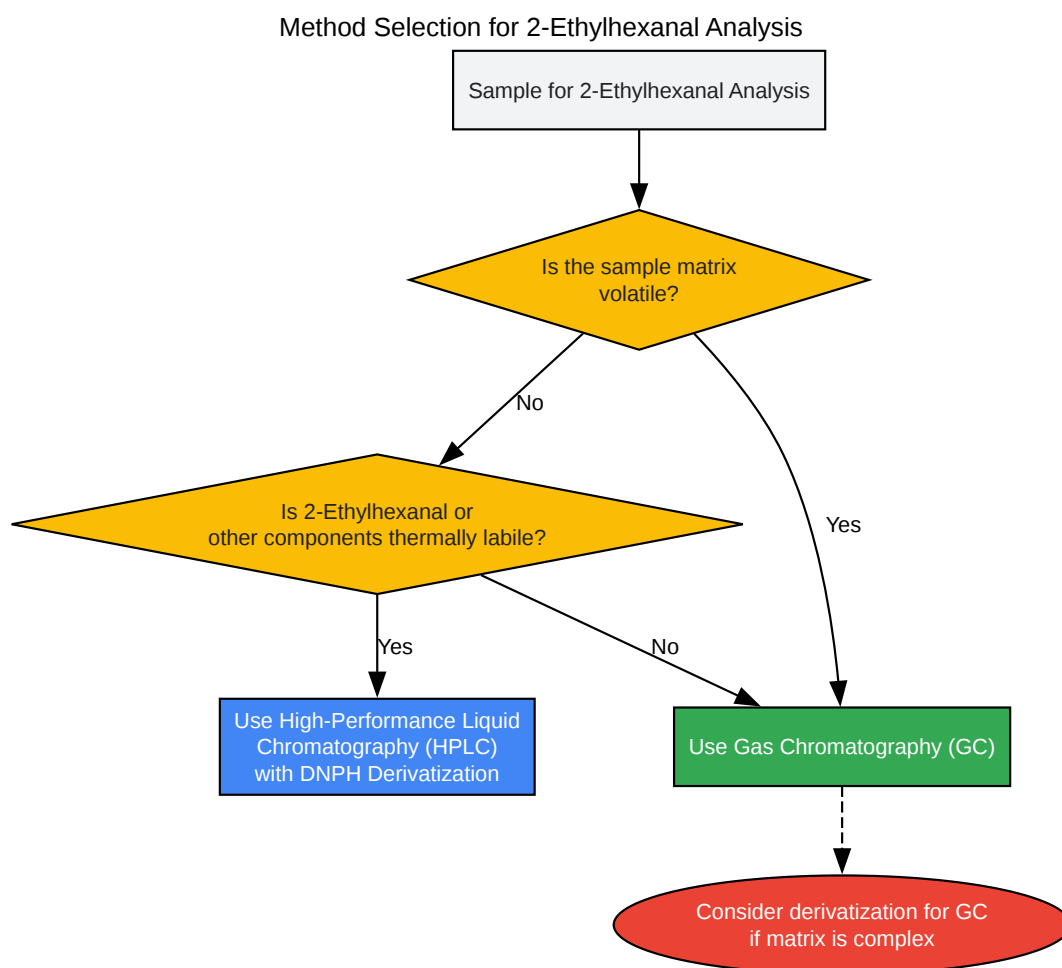 Method Selection for 2-Ethylhexanal Analysis
Sample for 2-Ethylhexanal Analysis
Is the sample matrix
volatile?
No
Is 2-Ethylhexanal or
other components thermally labile?
Yes
Yes
No
Use High-Performance Liquid
Chromatography (HPLC)
with DNPH Derivatization
Use Gas Chromatography (GC)
Consider derivatization for GC
if matrix is complex